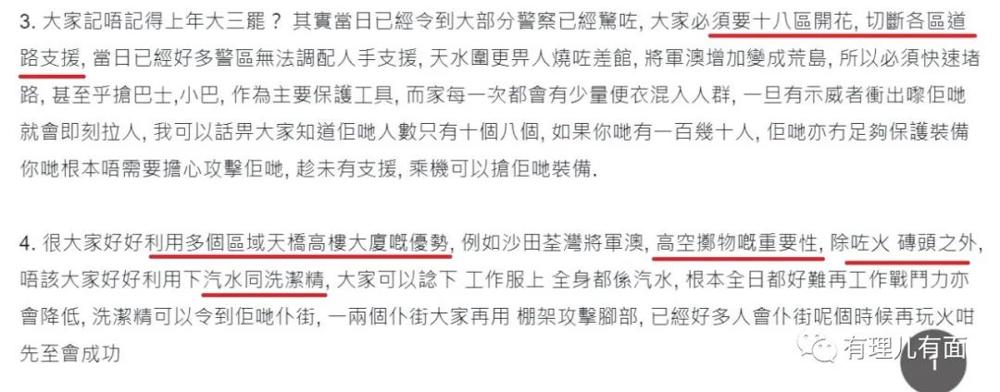 3. 大家記唔記得上年大三罷？ 其實當日已經令到大部分警察已經驚咗, 大家必須要十八區開花, 切斷各區道
路支援, 當日已經好多警區無法調配人手支援, 天水圍更畀人燒咗差館, 將軍澳增加變成荒島, 所以必須快速堵
路, 甚至乎搶巴士,小巴, 作為主要保護工具, 而家每一次都會有少量便衣混入人群, 一旦有示威者衝出嚟佢哋
就會即刻拉人, 我可以話畀大家知道佢哋人數只有十個八個, 如果你哋有一百幾十人, 佢哋亦冇足夠保護裝備
你哋根本唔需要擔心攻擊佢哋, 趁未有支援, 乘機可以搶佢哋裝備.
4. 很大家好好利用多個區域天橋高樓大廈嘅優勢, 例如沙田荃灣將軍澳, 高空擲物嘅重要性, 除咗火 磚頭之外,
唔該大家好好利用下汽水同洗潔精, 大家可以諗下 工作服上 全身都係汽水, 根本全日都好難再工作戰鬥力亦
會降低, 洗潔精可以令到佢哋仆街, 一兩個仆街大家再用 棚架攻擊腳部, 已經好多人會仆街呢個時候再玩火咁
先至會成功
有理儿有面
1